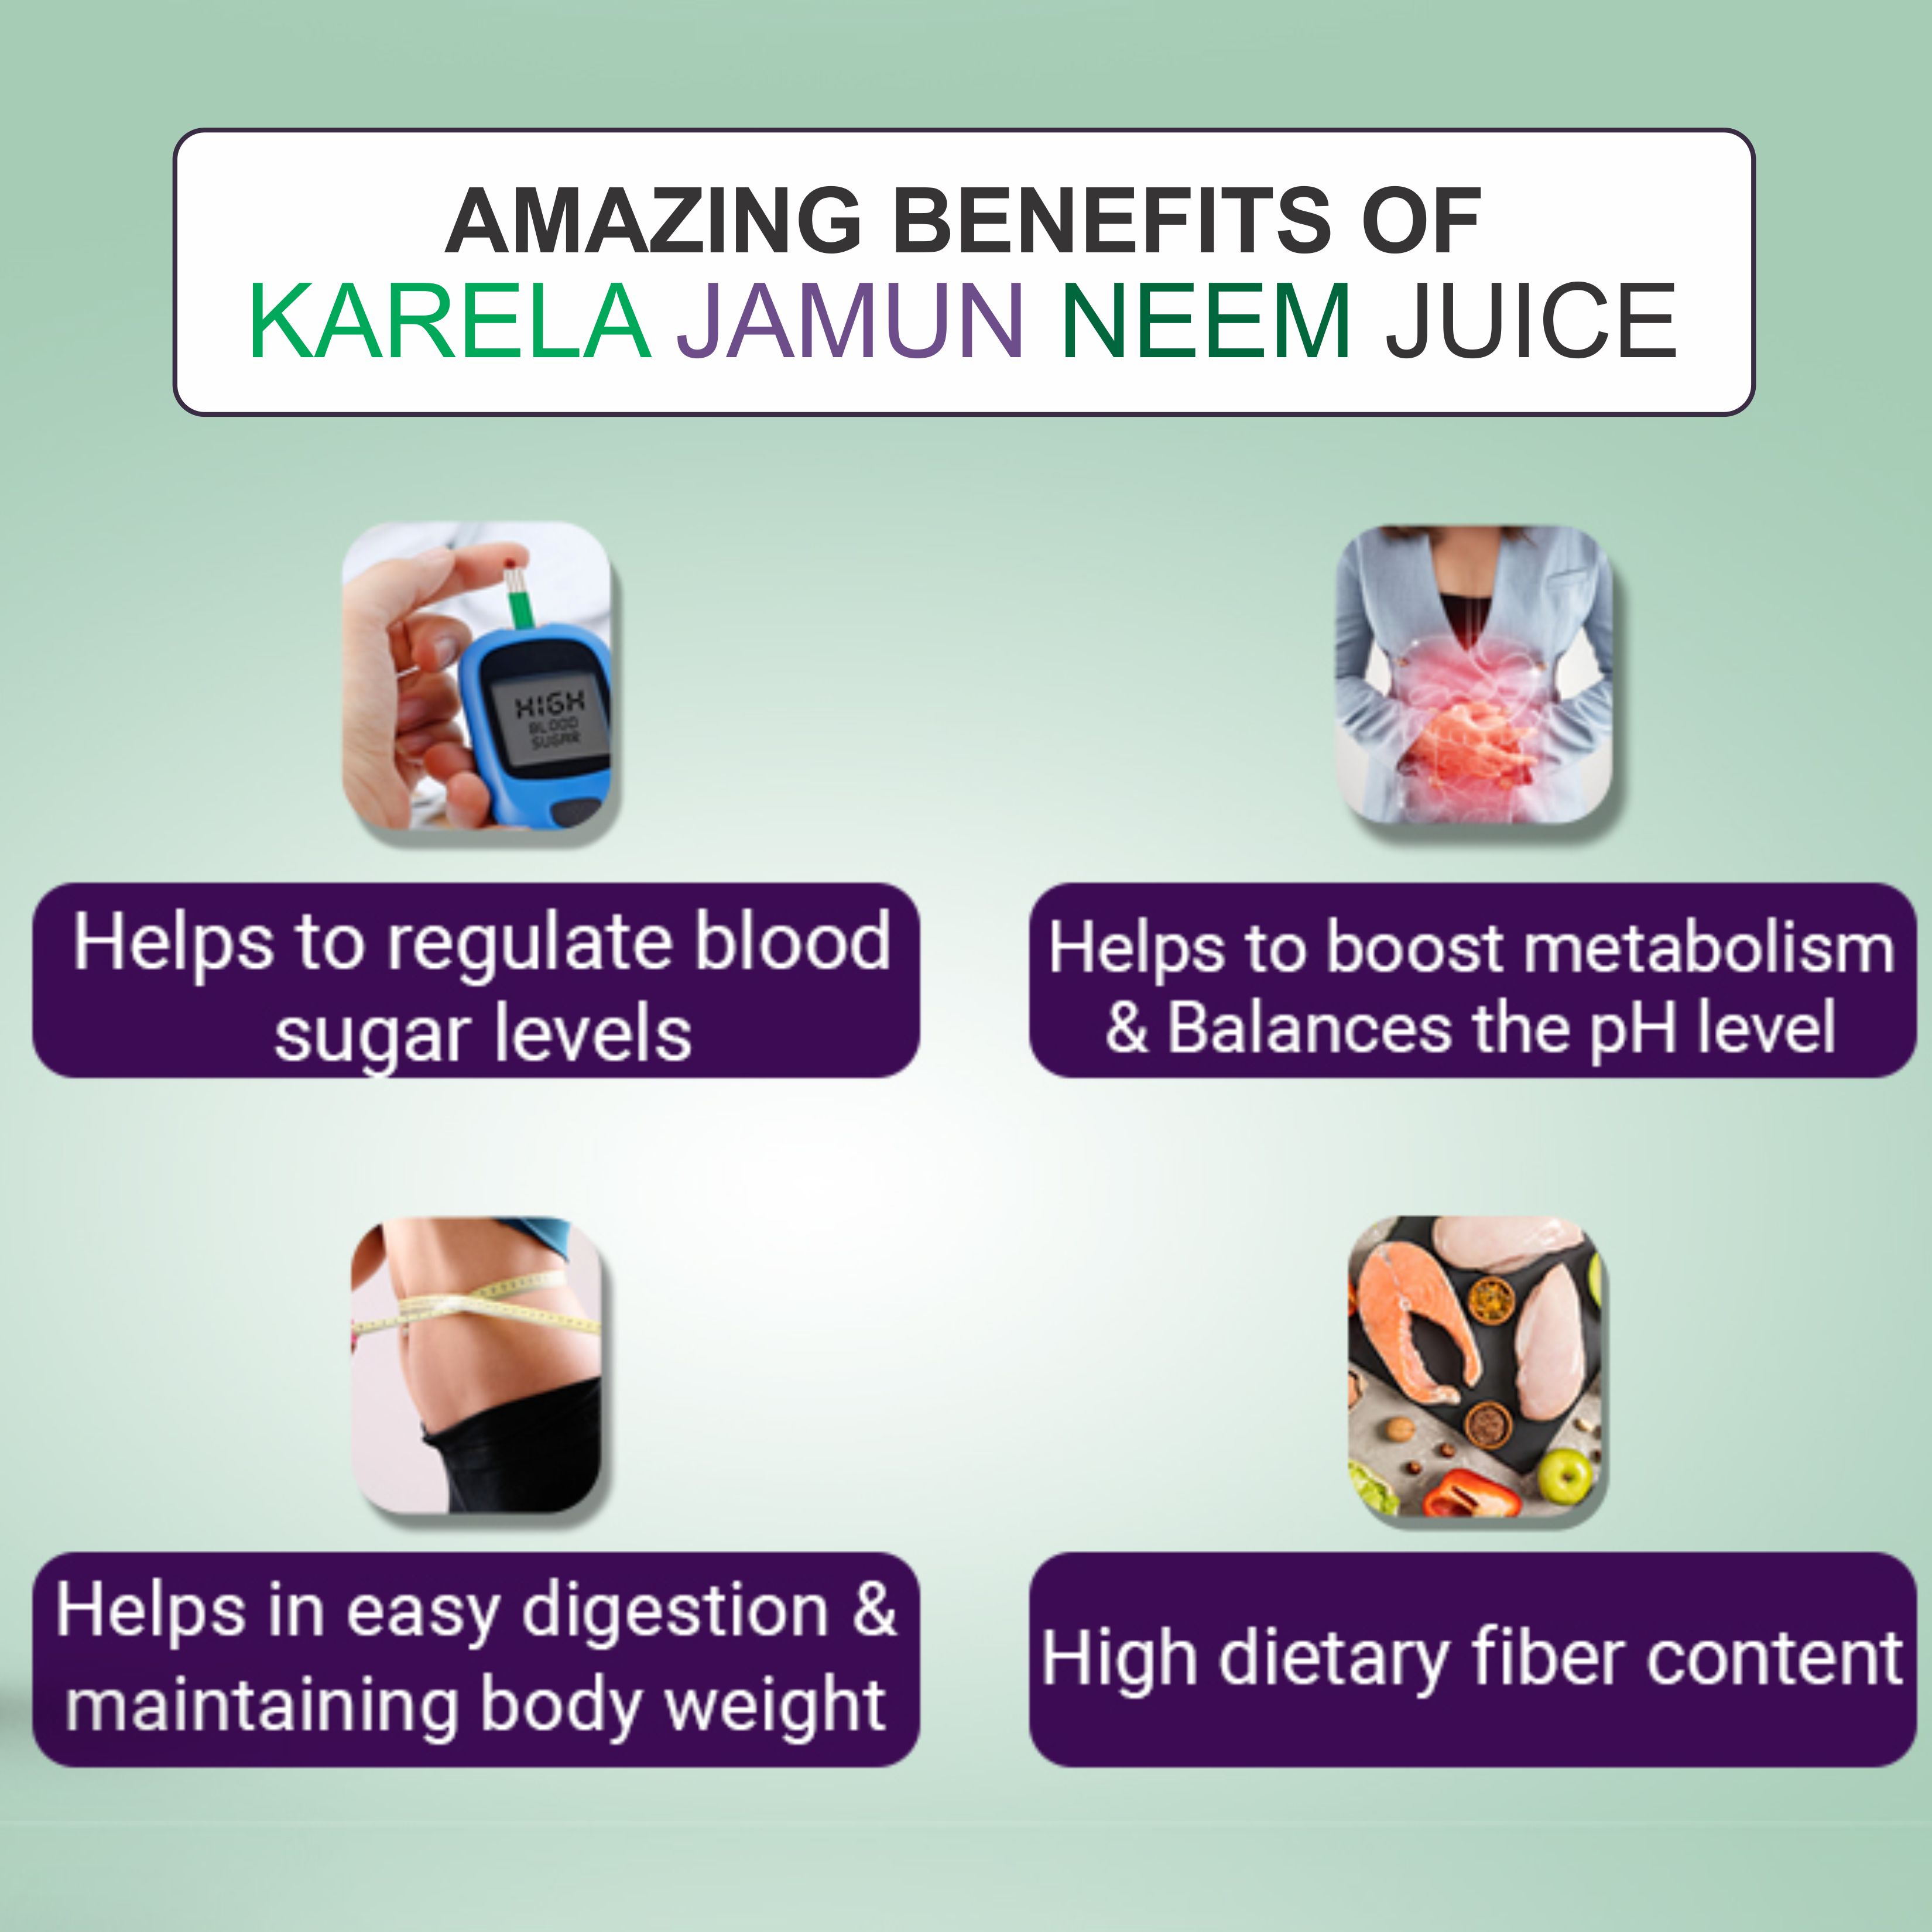 AMAZING BENEFITS OF
KARELA JAMUN NEEM JUICE
HIGH
BLOOD
SUGAR
Helps to regulate blood
sugar levels
Helps to boost metabolism
& Balances the pH level
Helps in easy digestion &
maintaining body weight
High dietary fiber content